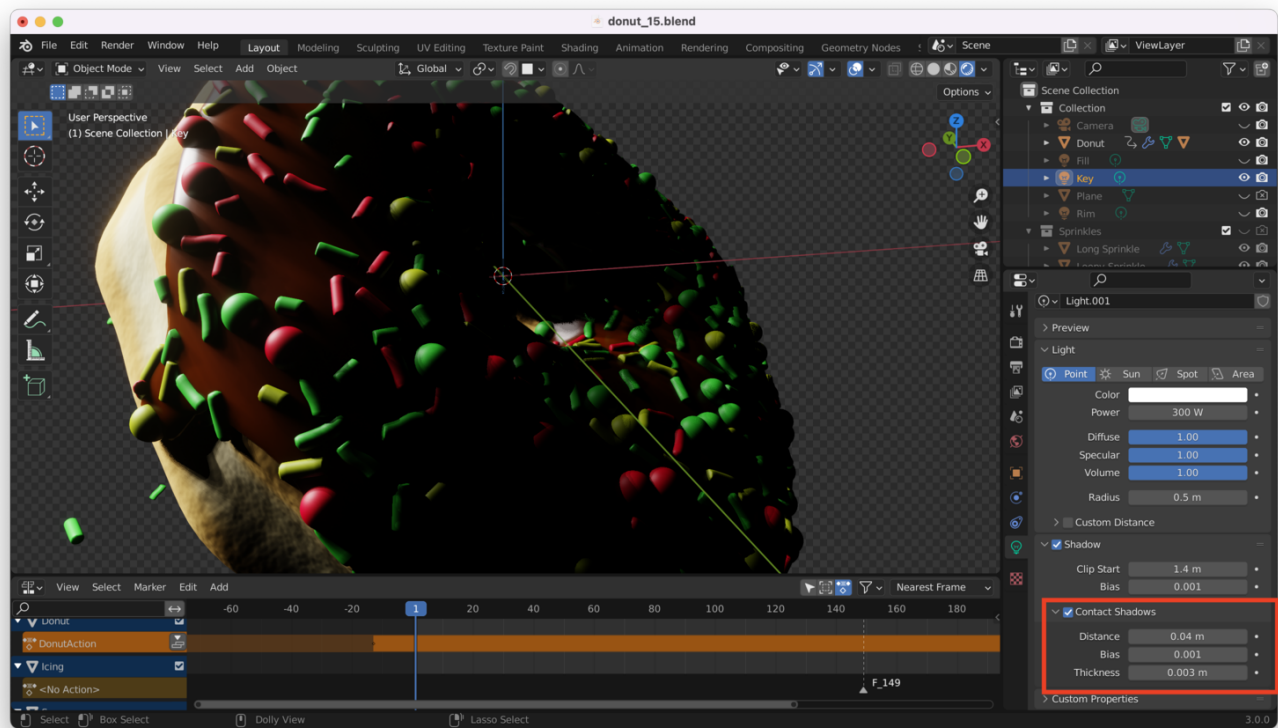 donut_15.blend
File Edit Render Window Help Layout Modeling Sculpting UV Editing Texture Paint Shading Animation Rendering Compositing Geometry Nodes Scene ViewLayer
Object Mode View Select Add Object Global
Options
User Perspective
(1) Scene Collection | Key
Z
Y
X
Scene Collection
Collection
Camera
Donut
Fill
Key
Plane
Rim
Sprinkles
Long Sprinkle
Light.001
Preview
Light
Point Sun Spot Area
Color
Power 300 W
Diffuse 1.00
Specular 1.00
Volume 1.00
Radius 0.5 m
Custom Distance
Shadow
Clip Start 1.4 m
Bias 0.001
Contact Shadows
Distance 0.04 m
Bias 0.001
Thickness 0.003 m
Custom Properties
View Select Marker Edit Add Nearest Frame
-60 -40 -20 1 20 40 60 80 100 120 140 160 180
Donut
DonutAction
Icing
<No Action>
F_149
Select Box Select Dolly View Lasso Select 3.0.0